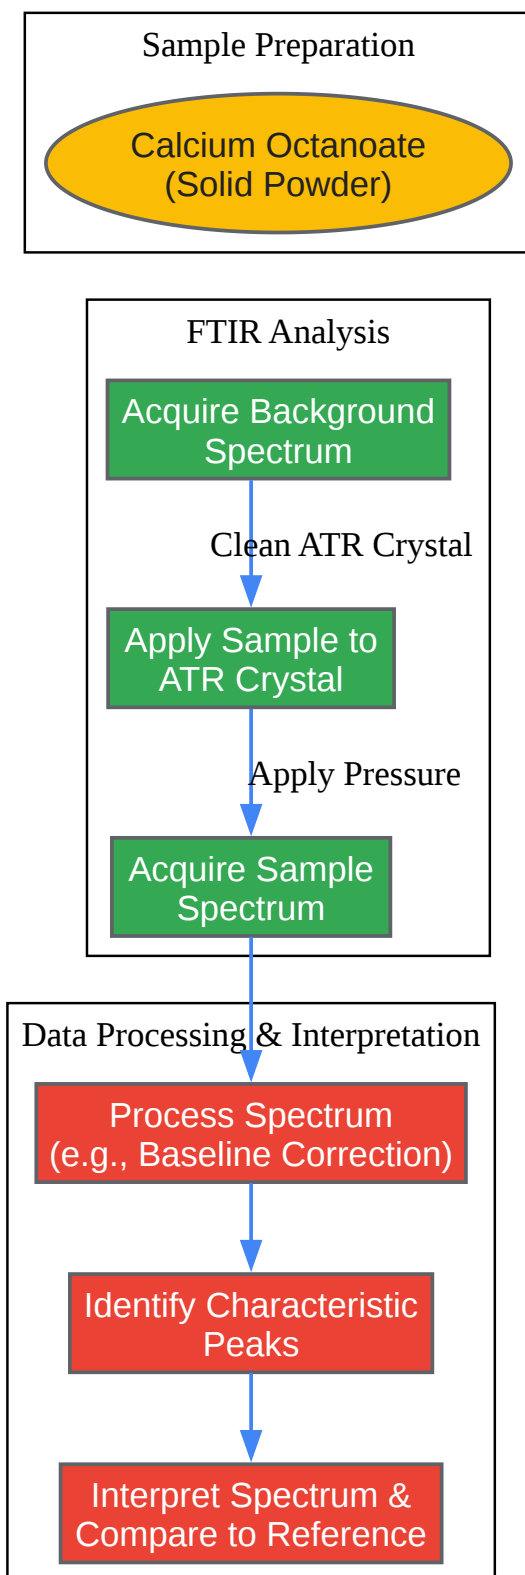 Sample Preparation
Calcium Octanoate
(Solid Powder)
FTIR Analysis
Acquire Background
Spectrum
Clean ATR Crystal
Apply Sample to
ATR Crystal
Apply Pressure
Acquire Sample
Spectrum
Data Processing & Interpretation
Process Spectrum
(e.g., Baseline Correction)
Identify Characteristic
Peaks
Interpret Spectrum &
Compare to Reference